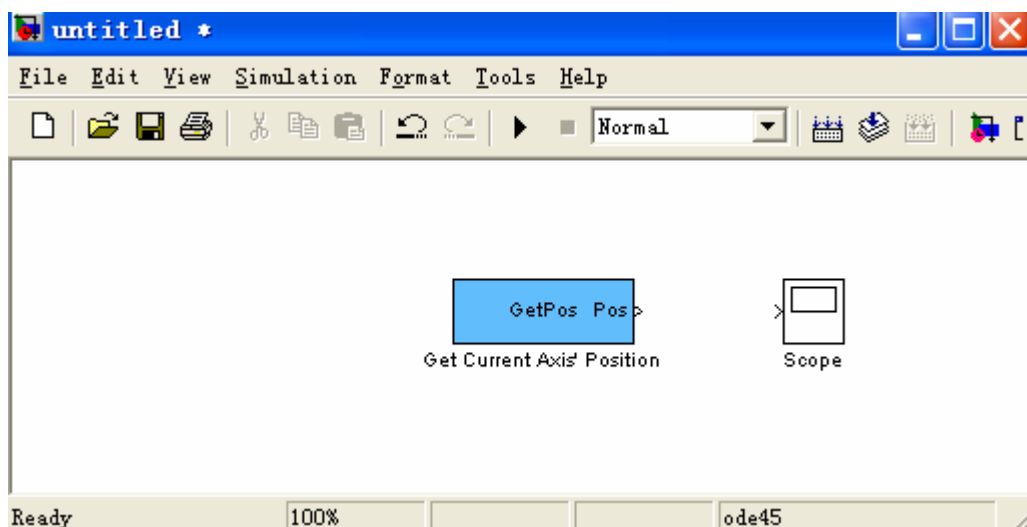 untitled *
File Edit View Simulation Format Tools Help
Normal
GetPos Pos
Get Current Axis' Position Scope
Ready 100% ode45